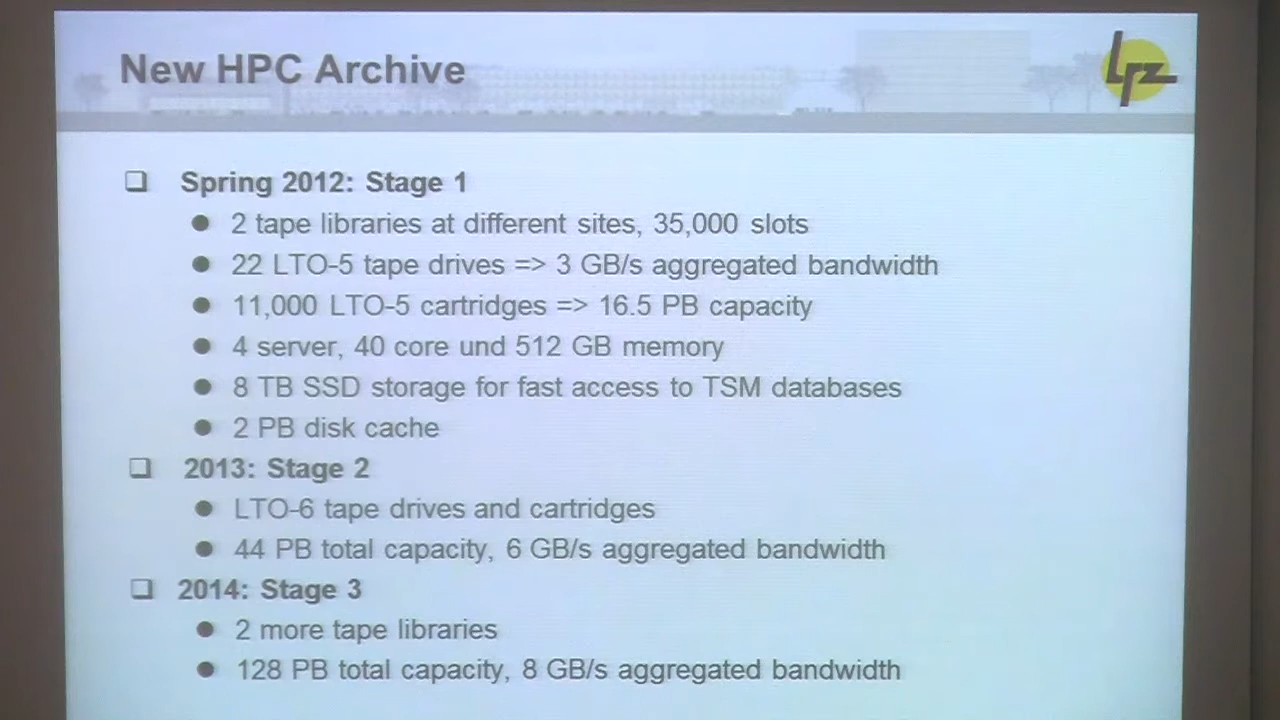 New HPC Archive
lrz
Spring 2012: Stage 1
2 tape libraries at different sites, 35,000 slots
22 LTO-5 tape drives => 3 GB/s aggregated bandwidth
11,000 LTO-5 cartridges => 16.5 PB capacity
4 server, 40 core und 512 GB memory
8 TB SSD storage for fast access to TSM databases
2 PB disk cache
2013: Stage 2
LTO-6 tape drives and cartridges
44 PB total capacity, 6 GB/s aggregated bandwidth
2014: Stage 3
2 more tape libraries
128 PB total capacity, 8 GB/s aggregated bandwidth